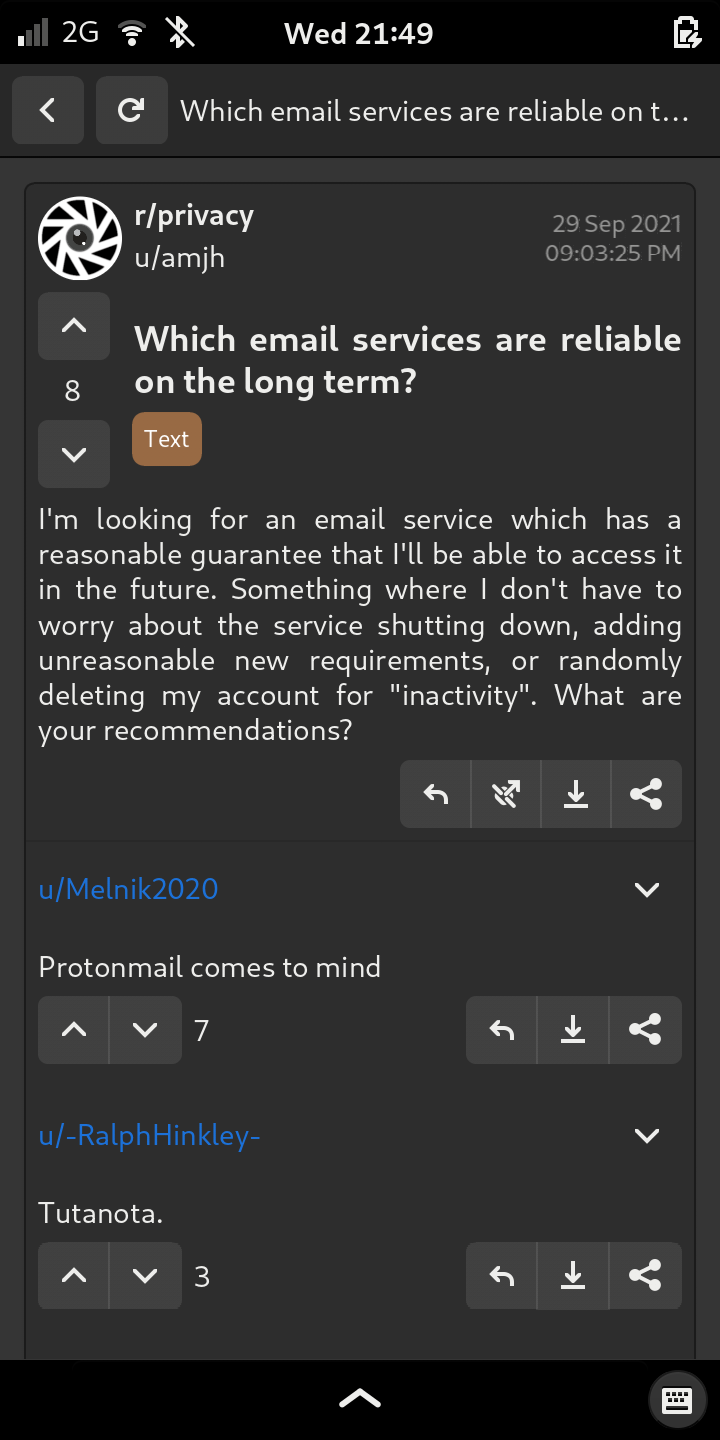 2G
Wed 21:49
Which email services are reliable on t...
r/privacy
u/amjh
29 Sep 2021
09:03:25 PM
Which email services are reliable
on the long term?
8
Text
I'm looking for an email service which has a
reasonable guarantee that I'll be able to access it
in the future. Something where I don't have to
worry about the service shutting down, adding
unreasonable new requirements, or randomly
deleting my account for "inactivity". What are
your recommendations?
u/Melnik2020
Protonmail comes to mind
7
u/-RalphHinkley-
Tutanota.
3